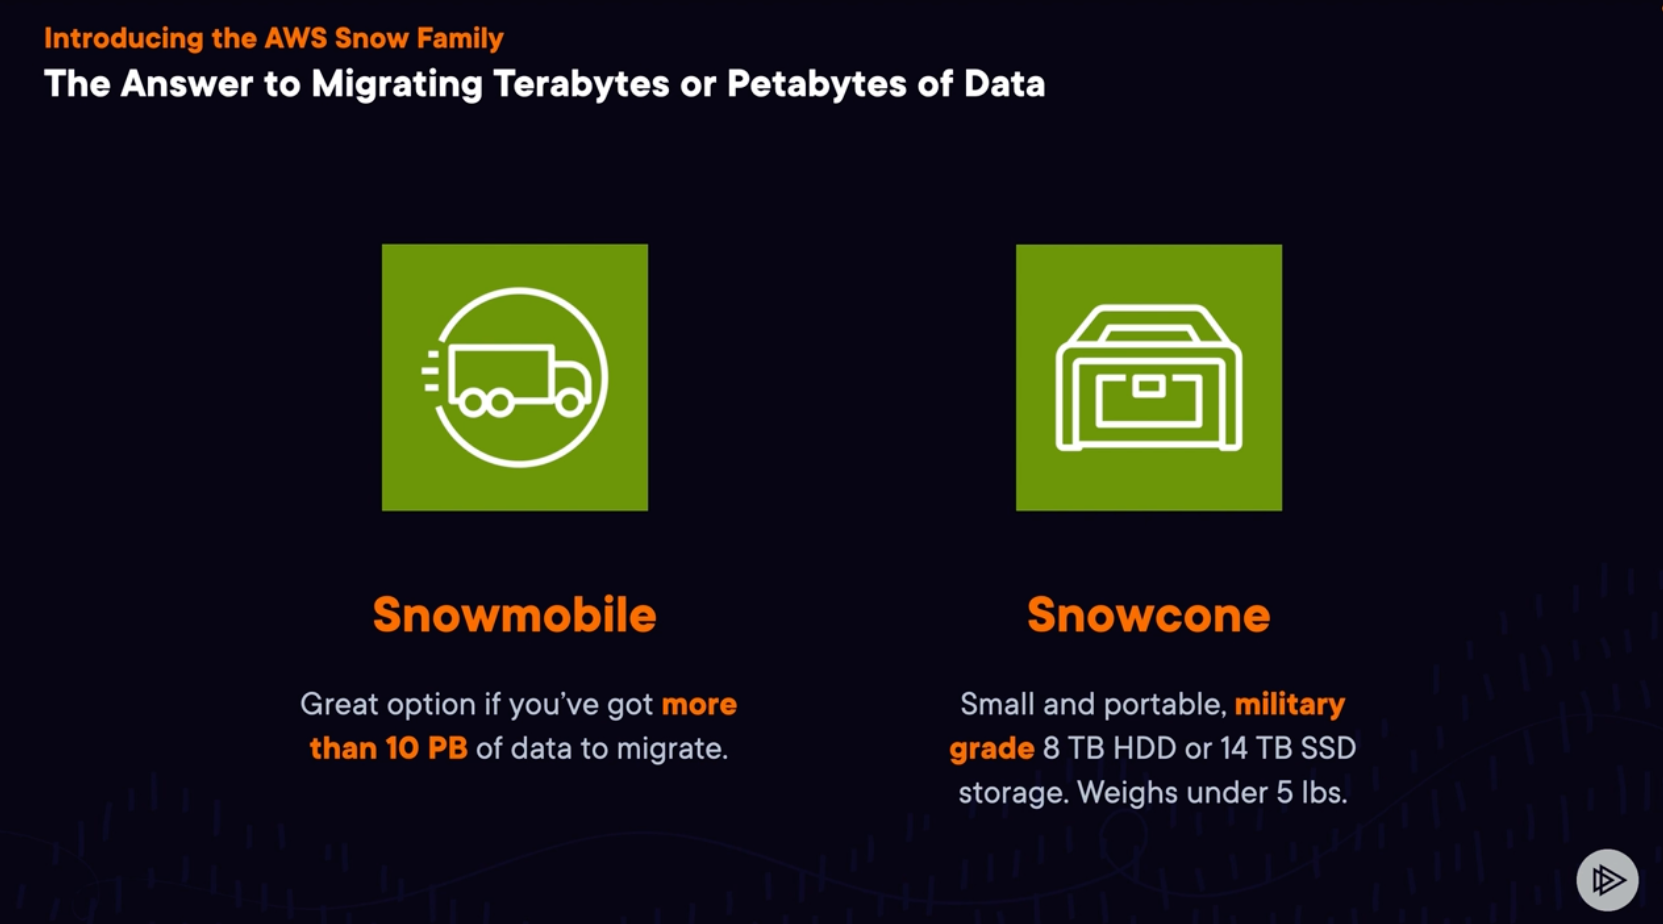 Introducing the AWS Snow Family
The Answer to Migrating Terabytes or Petabytes of Data
Snowmobile
Great option if you’ve got more
than 10 PB of data to migrate.
Snowcone
Small and portable, military
grade 8 TB HDD or 14 TB SSD
storage. Weighs under 5 lbs.